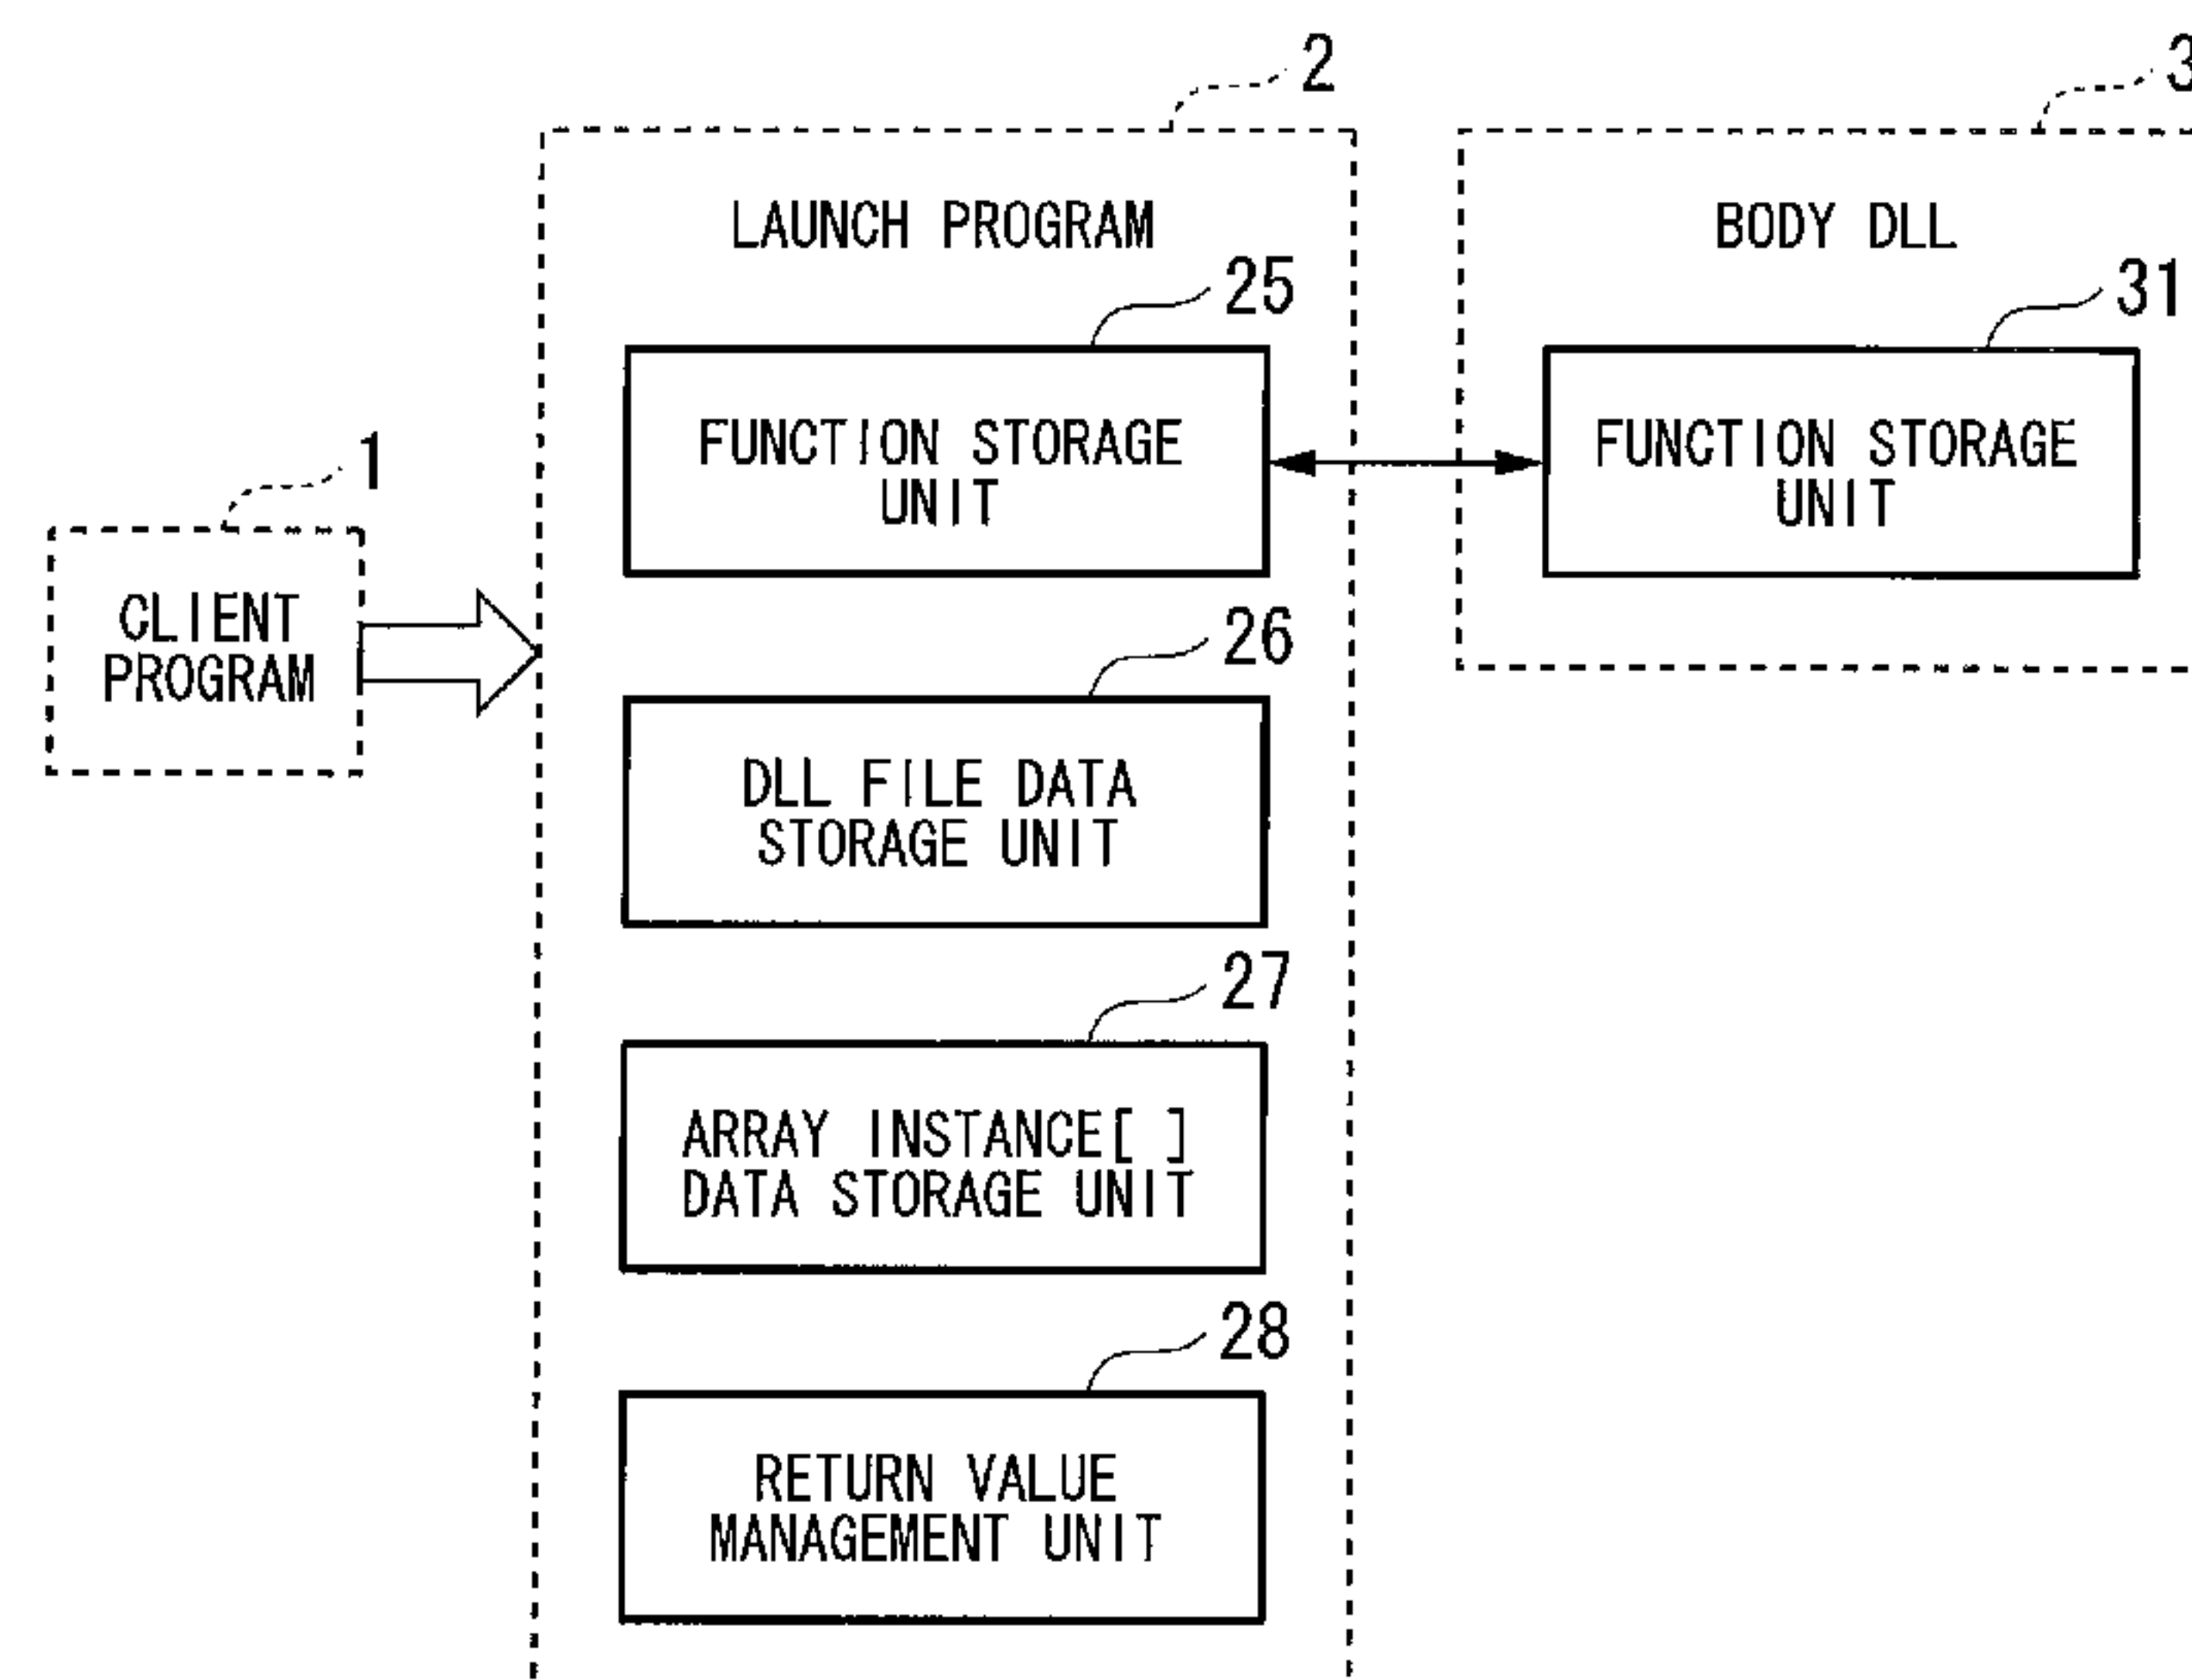 2
3
LAUNCH PROGRAM
BODY DLL
25
31
FUNCTION STORAGE
UNIT
FUNCTION STORAGE
UNIT
1
CLIENT
PROGRAM
26
DLL FILE DATA
STORAGE UNIT
27
ARRAY INSTANCE[ ]
DATA STORAGE UNIT
28
RETURN VALUE
MANAGEMENT UNIT